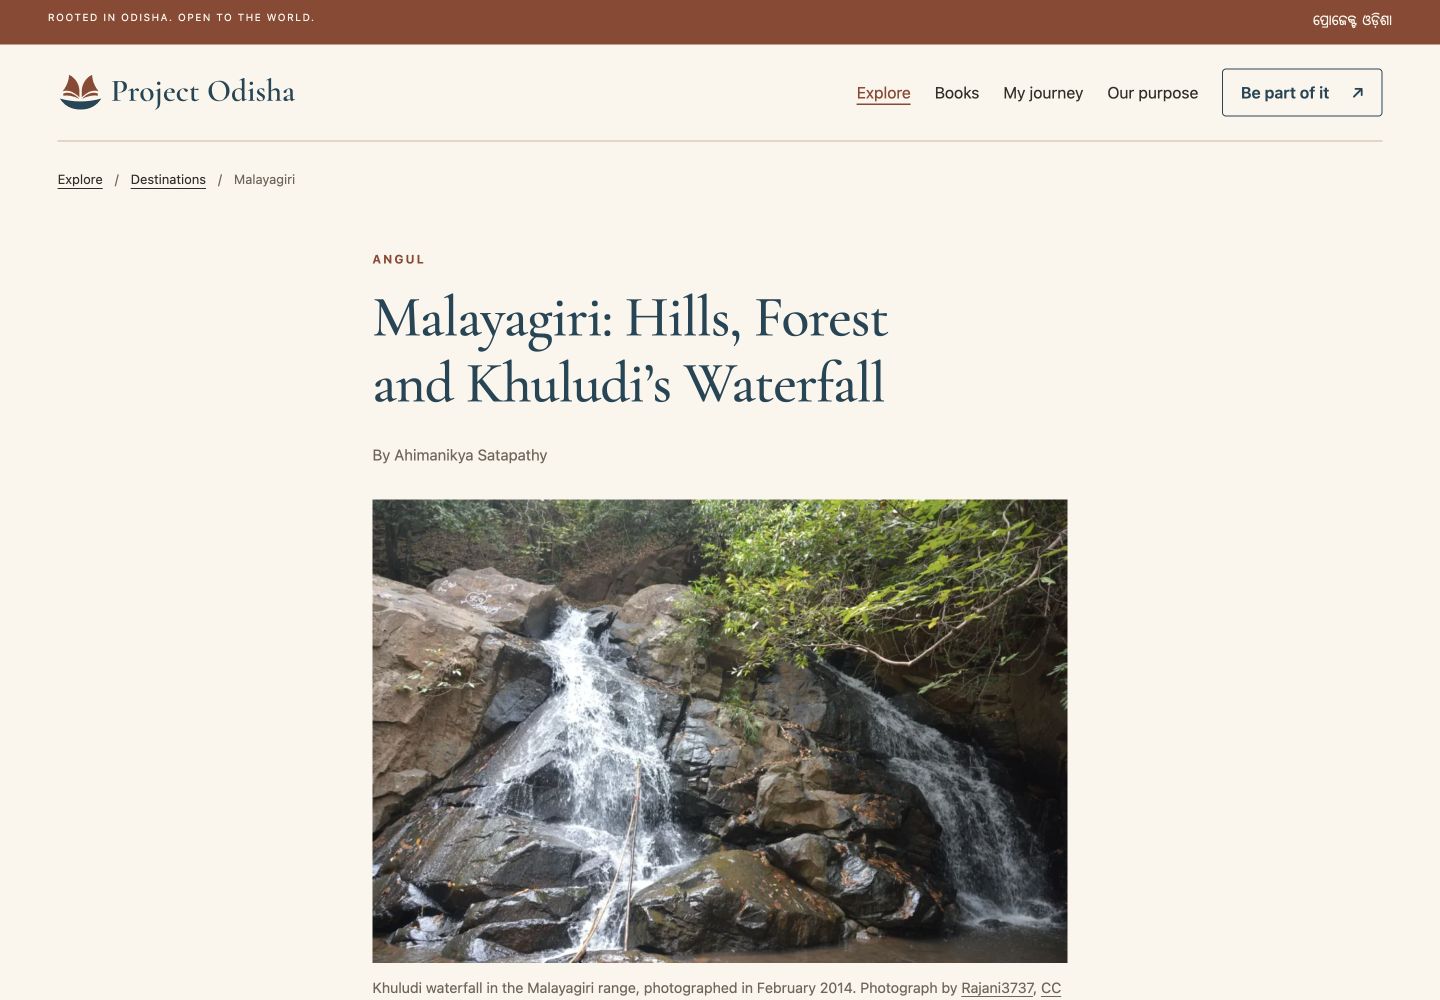 ROOTED IN ODISHA. OPEN TO THE WORLD.
ପ୍ରୋଜେକ୍ଟ ଓଡ଼ିଶା
Project Odisha
Explore
Books
My journey
Our purpose
Be part of it
Explore / Destinations / Malayagiri
ANGUL
Malayagiri: Hills, Forest
and Khuludi’s Waterfall
By Ahimanikya Satapathy
Khuludi waterfall in the Malayagiri range, photographed in February 2014. Photograph by Rajani3737, CC